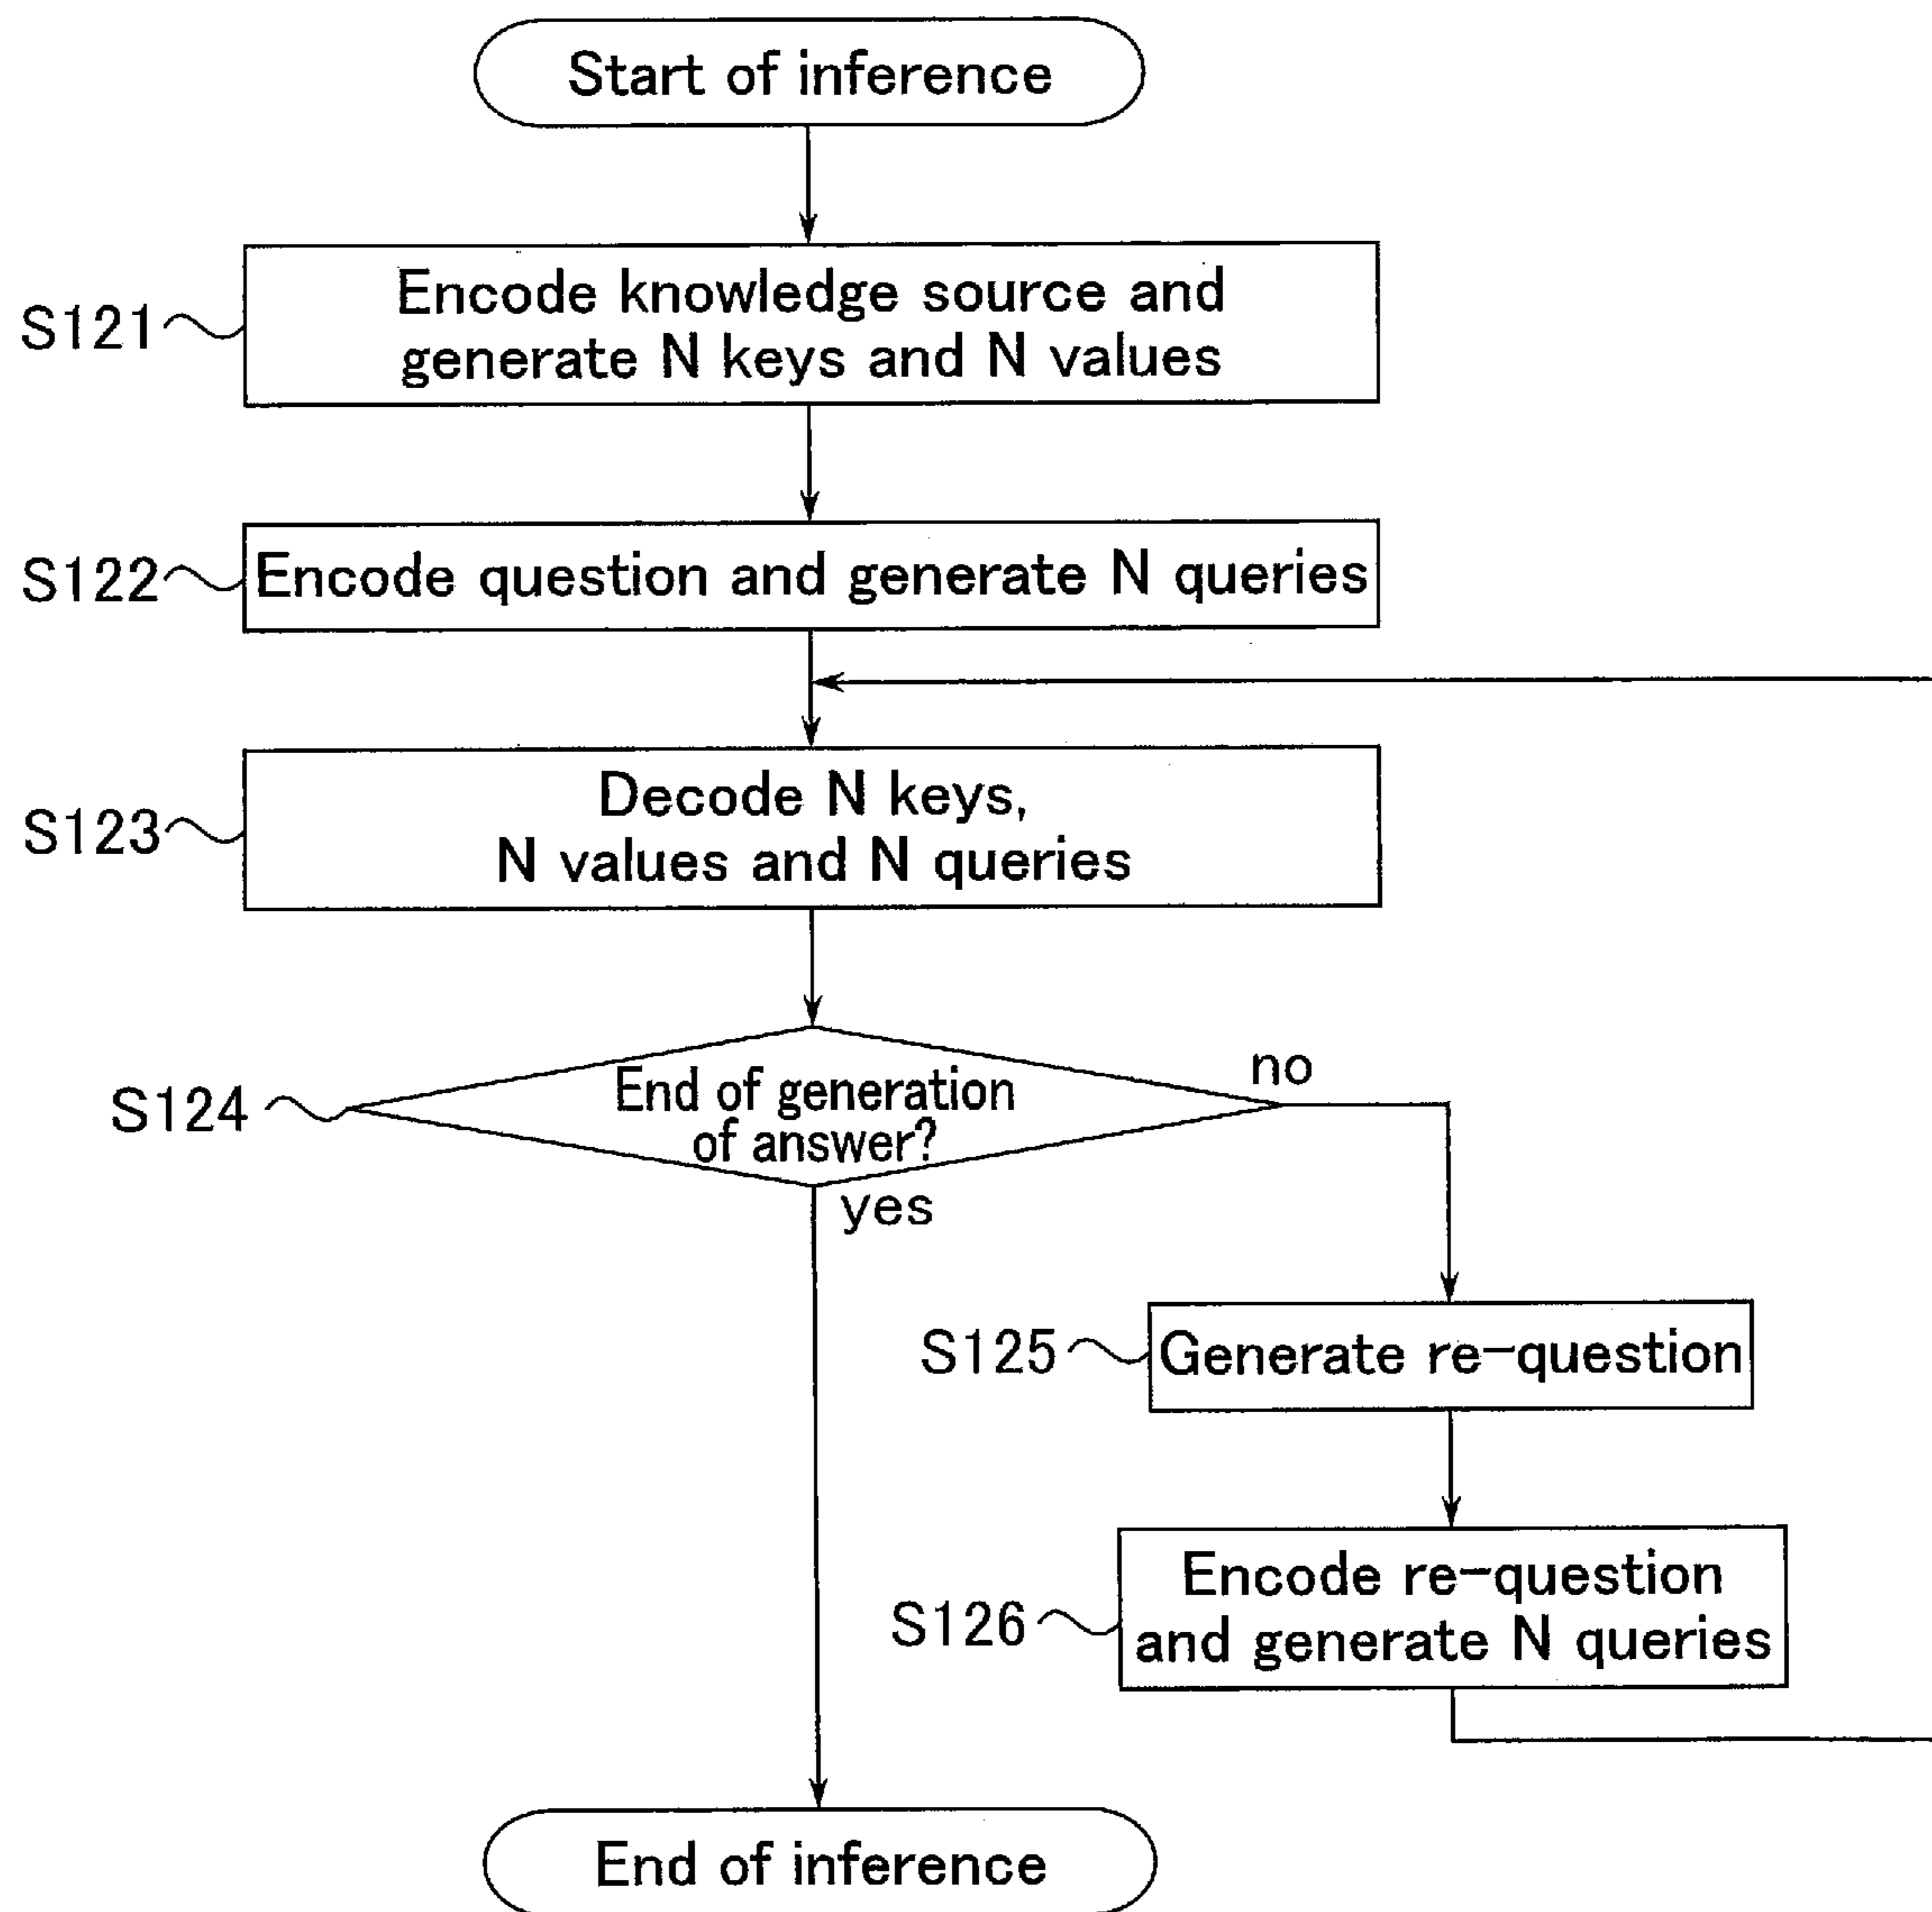 Start of inference
S121
Encode knowledge source and
generate N keys and N values
S122
Encode question and generate N queries
S123
Decode N keys,
N values and N queries
S124
End of generation
of answer?
no
yes
S125
Generate re-question
S126
Encode re-question
and generate N queries
End of inference